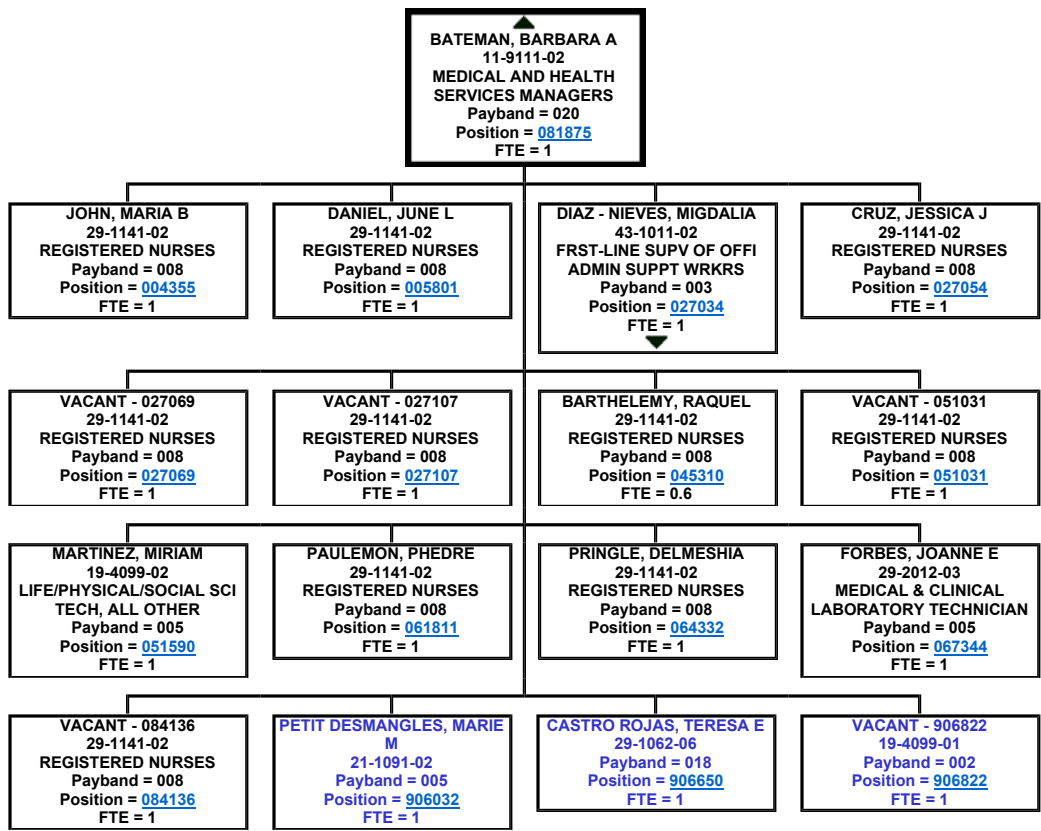 BATEMAN, BARBARA A
11-9111-02
MEDICAL AND HEALTH
SERVICES MANAGERS
Payband = 020
Position = 081875
FTE = 1
JOHN, MARIA B
29-1141-02
REGISTERED NURSES
Payband = 008
Position = 004355
FTE = 1
DANIEL, JUNE L
29-1141-02
REGISTERED NURSES
Payband = 008
Position = 005801
FTE = 1
DIAZ - NIEVES, MIGDALIA
43-1011-02
FRST-LINE SUPV OF OFFI
ADMIN SUPPT WRKRS
Payband = 003
Position = 027034
FTE = 1
CRUZ, JESSICA J
29-1141-02
REGISTERED NURSES
Payband = 008
Position = 027054
FTE = 1
VACANT - 027069
29-1141-02
REGISTERED NURSES
Payband = 008
Position = 027069
FTE = 1
VACANT - 027107
29-1141-02
REGISTERED NURSES
Payband = 008
Position = 027107
FTE = 1
BARTHELEMY, RAQUEL
29-1141-02
REGISTERED NURSES
Payband = 008
Position = 045310
FTE = 0.6
VACANT - 051031
29-1141-02
REGISTERED NURSES
Payband = 008
Position = 051031
FTE = 1
MARTINEZ, MIRIAM
19-4099-02
LIFE/PHYSICAL/SOCIAL SCI
TECH, ALL OTHER
Payband = 005
Position = 051590
FTE = 1
PAULEMON, PHEDRE
29-1141-02
REGISTERED NURSES
Payband = 008
Position = 061811
FTE = 1
PRINGLE, DELMESHIA
29-1141-02
REGISTERED NURSES
Payband = 008
Position = 064332
FTE = 1
FORBES, JOANNE E
29-2012-03
MEDICAL & CLINICAL
LABORATORY TECHNICIAN
Payband = 005
Position = 067344
FTE = 1
VACANT - 084136
29-1141-02
REGISTERED NURSES
Payband = 008
Position = 084136
FTE = 1
PETIT DESMANGLES, MARIE
M
21-1091-02
Payband = 005
Position = 906032
FTE = 1
CASTRO ROJAS, TERESA E
29-1062-06
Payband = 018
Position = 906650
FTE = 1
VACANT - 906822
19-4099-01
Payband = 002
Position = 906822
FTE = 1